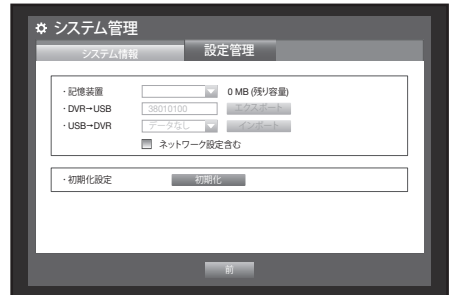 システム管理
システム情報 設定管理
・記憶装置 0 MB (残り容量)
・DVR→USB 38010100 エクスポート
・USB→DVR データなし インポート
ネットワーク設定含む
・初期化設定 初期化
前